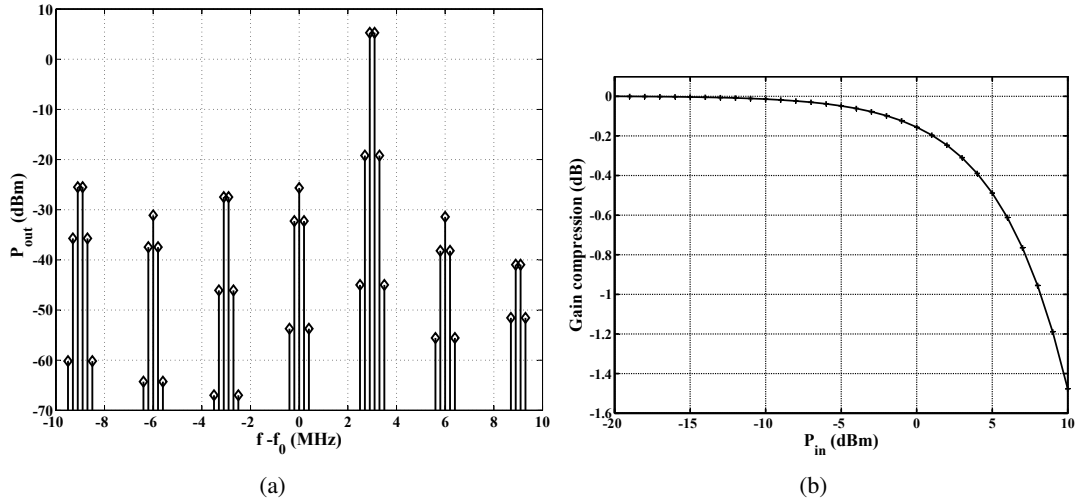 10
0
-10
-20
-30
-40
-50
-60
-70
P_out (dBm)
-10 -8 -6 -4 -2 0 2 4 6 8 10
f -f_0 (MHz)
(a)
0
-0.2
-0.4
-0.6
-0.8
-1
-1.2
-1.4
-1.6
Gain compression (dB)
-20 -15 -10 -5 0 5 10
P_in (dBm)
(b)